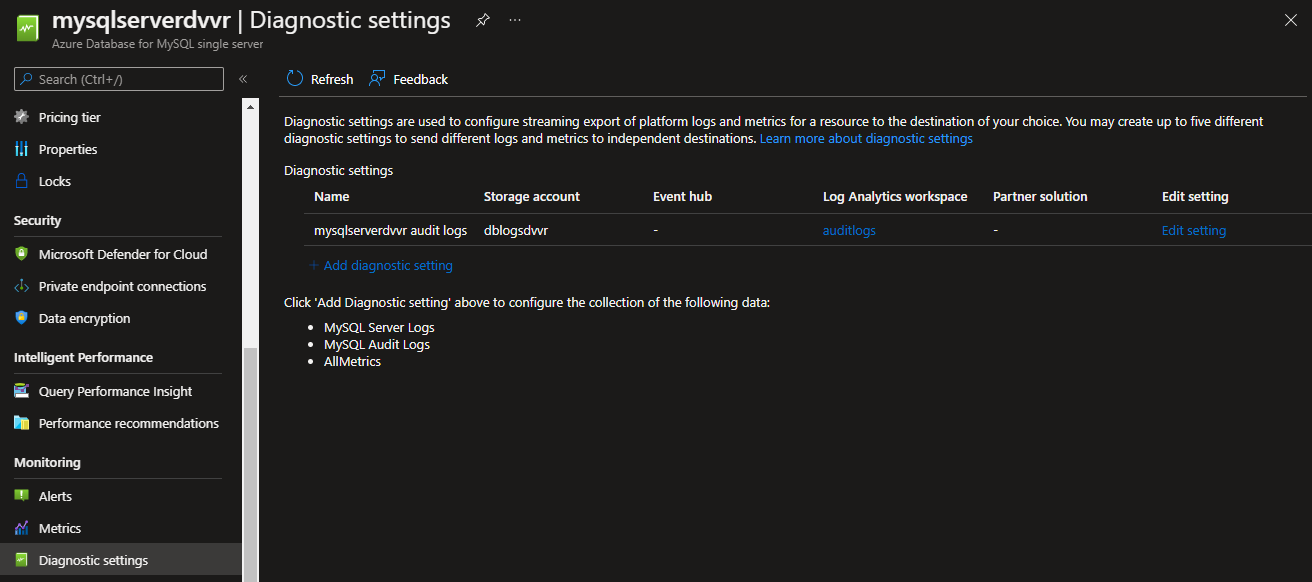 mysqlserverdvvr | Diagnostic settings
...
Azure Database for MySQL single server
Search (Ctrl+/)
«
Pricing tier
Properties
Locks
Security
Microsoft Defender for Cloud
Private endpoint connections
Data encryption
Intelligent Performance
Query Performance Insight
Performance recommendations
Monitoring
Alerts
Metrics
Diagnostic settings
Refresh Feedback
Diagnostic settings are used to configure streaming export of platform logs and metrics for a resource to the destination of your choice. You may create up to five different
diagnostic settings to send different logs and metrics to independent destinations. Learn more about diagnostic settings
Diagnostic settings
Name Storage account Event hub Log Analytics workspace Partner solution Edit setting
mysqlserverdvvr audit logs dblogsdvvr - auditlogs - Edit setting
+ Add diagnostic setting
Click 'Add Diagnostic setting' above to configure the collection of the following data:
• MySQL Server Logs
• MySQL Audit Logs
• AllMetrics